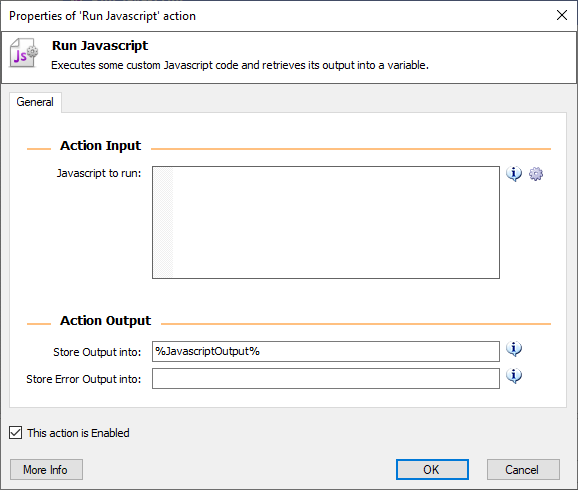 Properties of 'Run Javascript' action
Js
Run Javascript
Executes some custom Javascript code and retrieves its output into a variable.
General
Action Input
Javascript to run:
Action Output
Store Output into: %JavascriptOutput%
Store Error Output into:
This action is Enabled
More Info OK Cancel